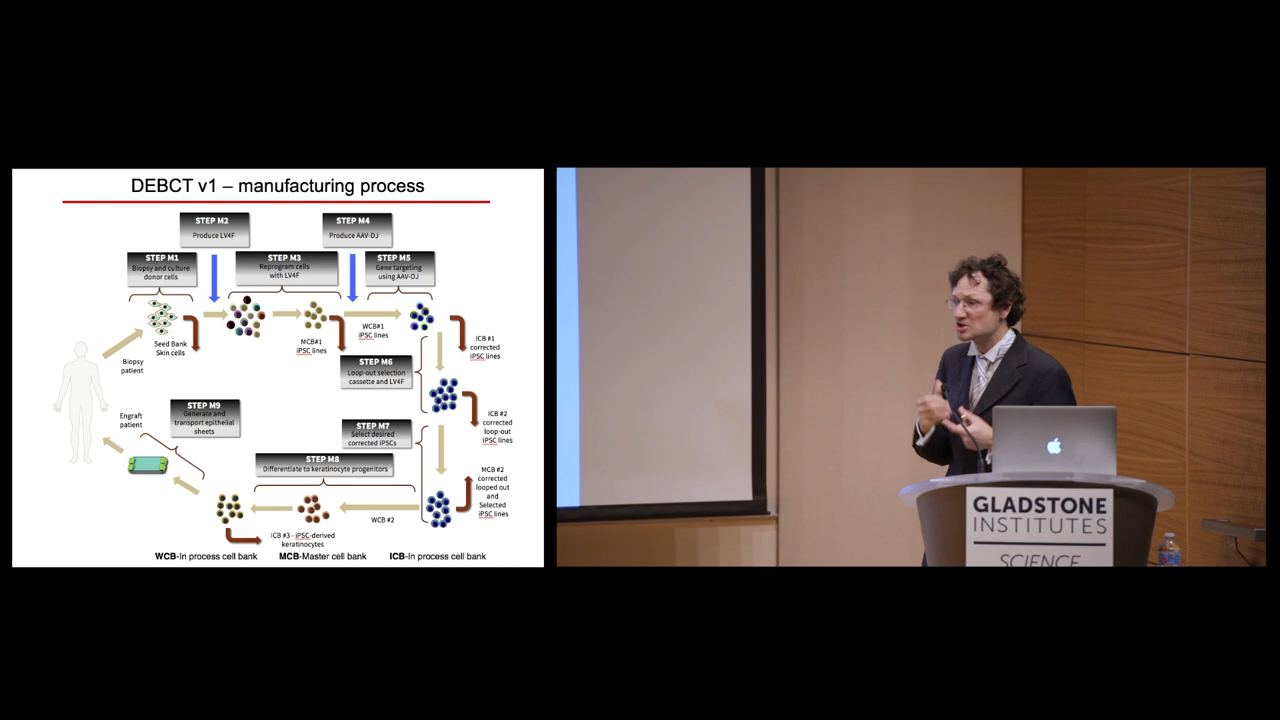 DEBCT v1 – manufacturing process
STEP M2
Produce LV4F
STEP M4
Produce AAV-DJ
STEP M1
Biopsy and culture
donor cells
STEP M3
Reprogram cells
with LV4F
STEP M5
Gene targeting
using AAV-DJ
Seed Bank
Skin cells
MCB#1
iPSC lines
WCB#1
iPSC lines
ICB #1
corrected
iPSC lines
Biopsy
patient
STEP M6
Loop-out selection
cassette and LV4F
ICB #2
corrected
loop-out
iPSC lines
Engraft
patient
STEP M9
Generate and
transport epithelial
sheets
STEP M7
Select desired
corrected iPSCs
STEP M8
Differentiate to keratinocyte progenitors
MCB #2
corrected
looped out
and
Selected
iPSC lines
WCB #2
ICB #3 - iPSC-derived
keratinocytes
WCB-In process cell bank
MCB-Master cell bank
ICB-In process cell bank
GLADSTONE
INSTITUTES
SCIENCE